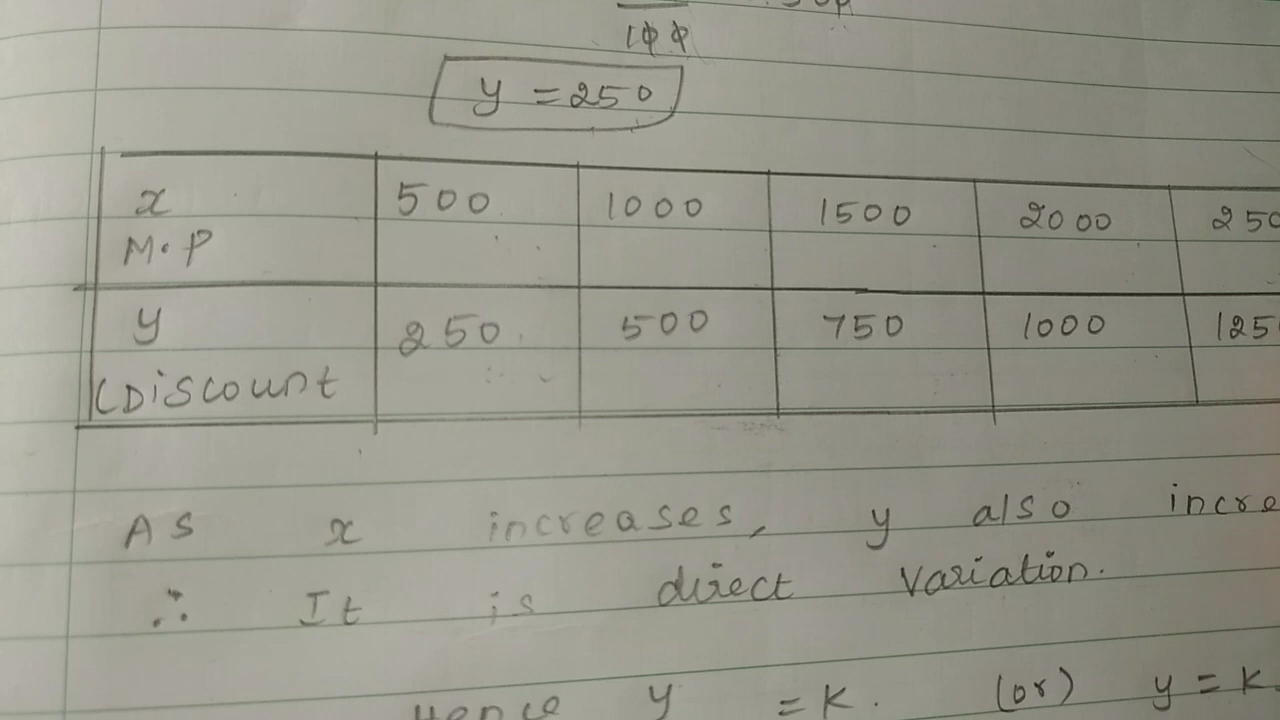 100
y = 250
x 500 1000 1500 2000
M.P
y 250 500 750 1000
(Discount
As x increases, y also
∴ It is direct variation.
Hence y = K. (or) y = K